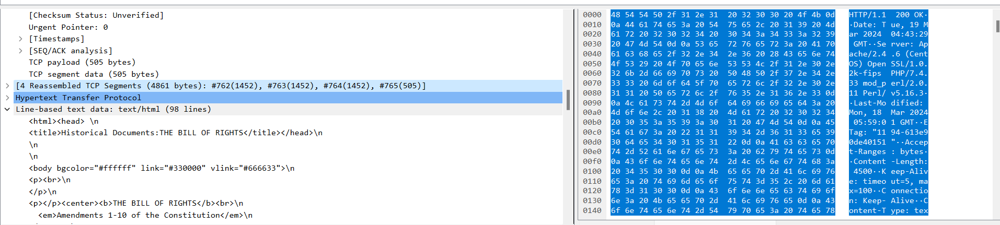 [Checksum Status: Unverified]
Urgent Pointer: 0
[Timestamps]
[SEQ/ACK analysis]
TCP payload (505 bytes)
TCP segment data (505 bytes)
[4 Reassembled TCP Segments (4861 bytes): #762(1452), #763(1452), #764(1452), #765(505)]
Hypertext Transfer Protocol
Line-based text data: text/html (98 lines)
<html><head> \n
<title>Historical Documents:THE BILL OF RIGHTS</title></head>\n
\n
\n
<body bgcolor="#ffffff" link="#330000" vlink="#666633">\n
<p><br>\n
</p>\n
<p></p><center><b>THE BILL OF RIGHTS</b><br>\n
<em>Amendments 1-10 of the Constitution</em>\n
0000 48 54 54 50 2f 31 2e 31 20 32 30 30 20 4f 4b 0d HTTP/1.1 200 OK·
0010 0a 44 61 74 65 3a 20 54 75 65 2c 20 31 39 20 4d ·Date: T ue, 19 M
0020 61 72 20 32 30 32 34 20 30 34 3a 34 33 3a 32 39 ar 2024 04:43:29
0030 20 47 4d 54 0d 0a 53 65 72 76 65 72 3a 20 41 70 GMT··Se rver: Ap
0040 61 63 68 65 2f 32 2e 34 2e 36 20 28 43 65 6e 74 ache/2.4 .6 (Cent
0050 4f 53 29 20 4f 70 65 6e 53 53 4c 2f 31 2e 30 2e OS) Open SSL/1.0.
0060 32 6b 2d 66 69 70 73 20 50 48 50 2f 37 2e 34 2e 2k-fips PHP/7.4.
0070 33 33 20 6d 6f 64 5f 70 65 72 6c 2f 32 2e 30 2e 33 mod_p erl/2.0.
0080 31 31 20 50 65 72 6c 2f 76 35 2e 31 36 2e 33 0d 11 Perl/ v5.16.3·
0090 0a 4c 61 73 74 2d 4d 6f 64 69 66 69 65 64 3a 20 ·Last-Mo dified:
00a0 4d 6f 6e 2c 20 31 38 20 4d 61 72 20 32 30 32 34 Mon, 18 Mar 2024
00b0 20 30 35 3a 35 39 3a 30 31 20 47 4d 54 0d 0a 45 05:59:0 1 GMT··E
00c0 54 61 67 3a 20 22 31 31 39 34 2d 36 31 33 65 39 Tag: "11 94-613e9
00d0 30 64 65 34 30 31 35 31 22 0d 0a 41 63 63 65 70 0de40151 "··Accep
00e0 74 2d 52 61 6e 67 65 73 3a 20 62 79 74 65 73 0d t-Ranges : bytes·
00f0 0a 43 6f 6e 74 65 6e 74 2d 4c 65 6e 67 74 68 3a ·Content -Length:
0100 20 34 35 30 30 0d 0a 4b 65 65 70 2d 41 6c 69 76 4500··K eep-Aliv
0110 65 3a 20 74 69 6d 65 6f 75 74 3d 35 2c 20 6d 61 e: timeo ut=5, ma
0120 78 3d 31 30 30 0d 0a 43 6f 6e 6e 65 63 74 69 6f x=100··C onnectio
0130 6e 3a 20 4b 65 65 70 2d 41 6c 69 76 65 0d 0a 43 n: Keep- Alive··C
0140 6f 6e 74 65 6e 74 2d 54 79 70 65 3a 20 74 65 78 ontent-T ype: tex